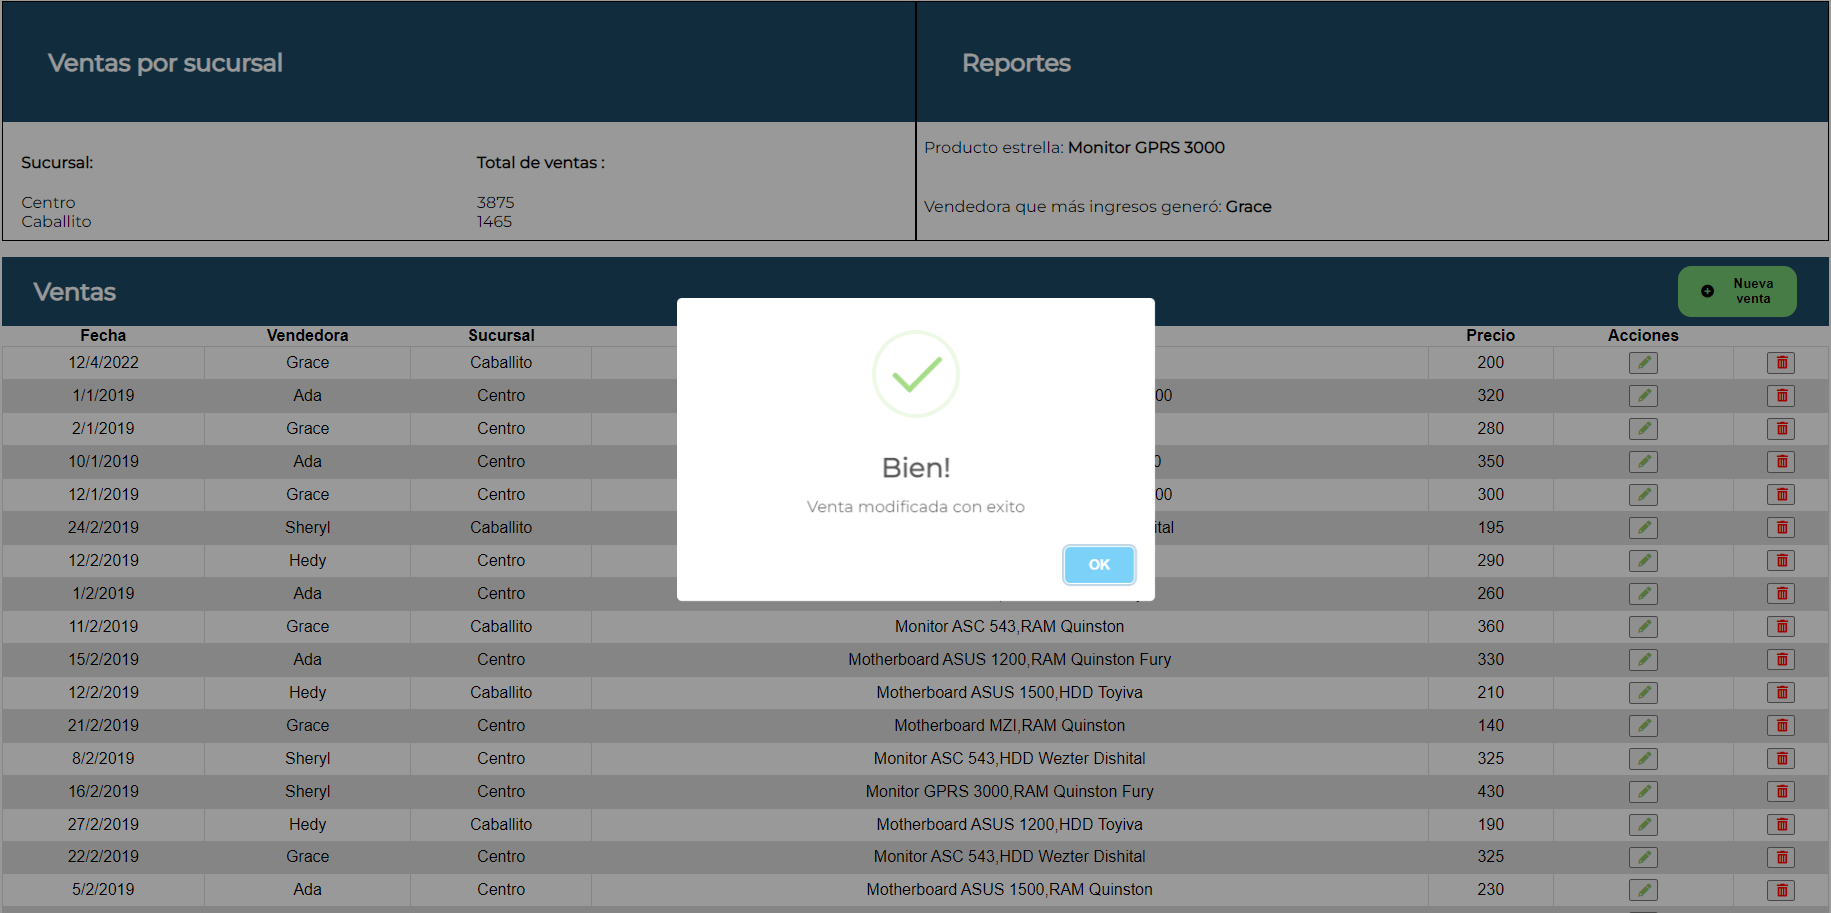 Ventas por sucursal
Reportes
Sucursal: Total de ventas :
Centro 3875
Caballito 1465
Producto estrella: Monitor GPRS 3000
Vendedora que más ingresos generó: Grace
Ventas
Nueva
venta
Fecha Vendedora Sucursal Precio Acciones
12/4/2022 Grace Caballito 200
1/1/2019 Ada Centro 320
2/1/2019 Grace Centro 280
10/1/2019 Ada Centro 350
12/1/2019 Grace Centro 300
24/2/2019 Sheryl Caballito 195
12/2/2019 Hedy Centro 290
1/2/2019 Ada Centro 260
11/2/2019 Grace Caballito Monitor ASC 543,RAM Quinston 360
15/2/2019 Ada Centro Motherboard ASUS 1200,RAM Quinston Fury 330
12/2/2019 Hedy Caballito Motherboard ASUS 1500,HDD Toyiva 210
21/2/2019 Grace Centro Motherboard MZI,RAM Quinston 140
8/2/2019 Sheryl Centro Monitor ASC 543,HDD Wezter Dishital 325
16/2/2019 Sheryl Centro Monitor GPRS 3000,RAM Quinston Fury 430
27/2/2019 Hedy Caballito Motherboard ASUS 1200,HDD Toyiva 190
22/2/2019 Grace Centro Monitor ASC 543,HDD Wezter Dishital 325
5/2/2019 Ada Centro Motherboard ASUS 1500,RAM Quinston 230
Bien!
Venta modificada con exito
OK